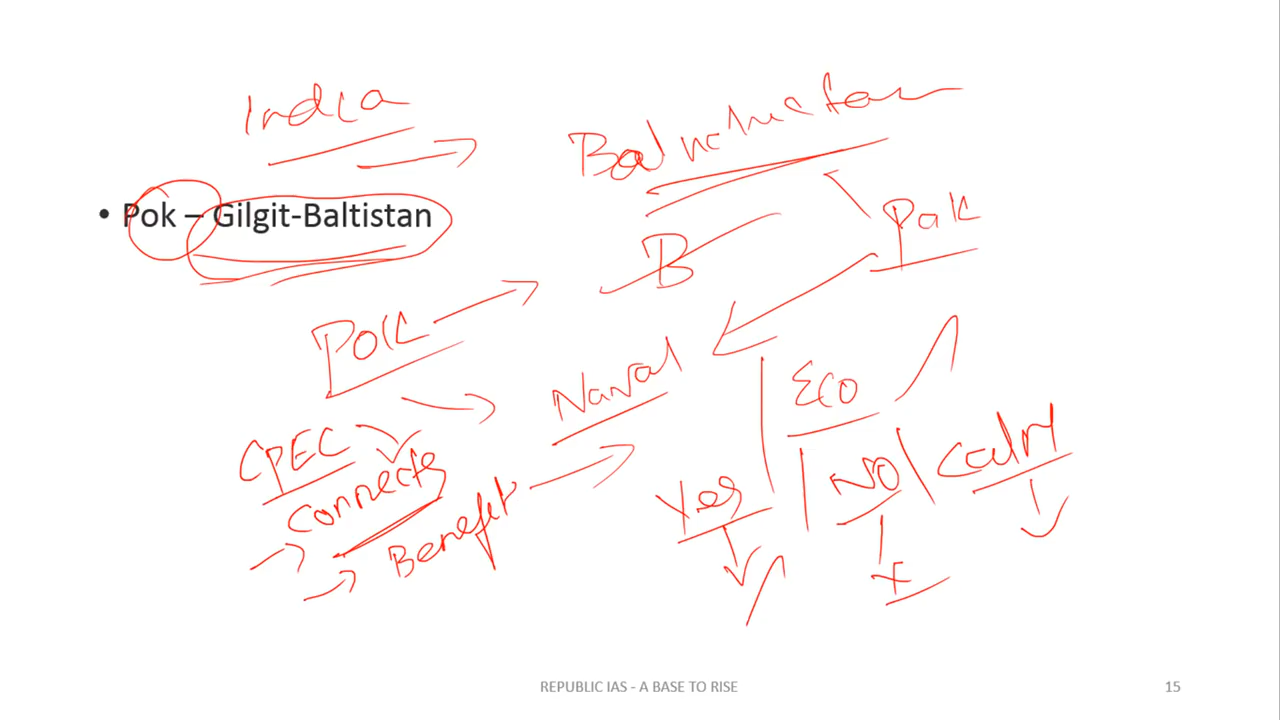 India
Baluchistan
• Pok – Gilgit-Baltistan
Pak
B
POK
Naval
Eco
CPEC
connects
Benefit
Yes | NO |
REPUBLIC IAS - A BASE TO RISE
15